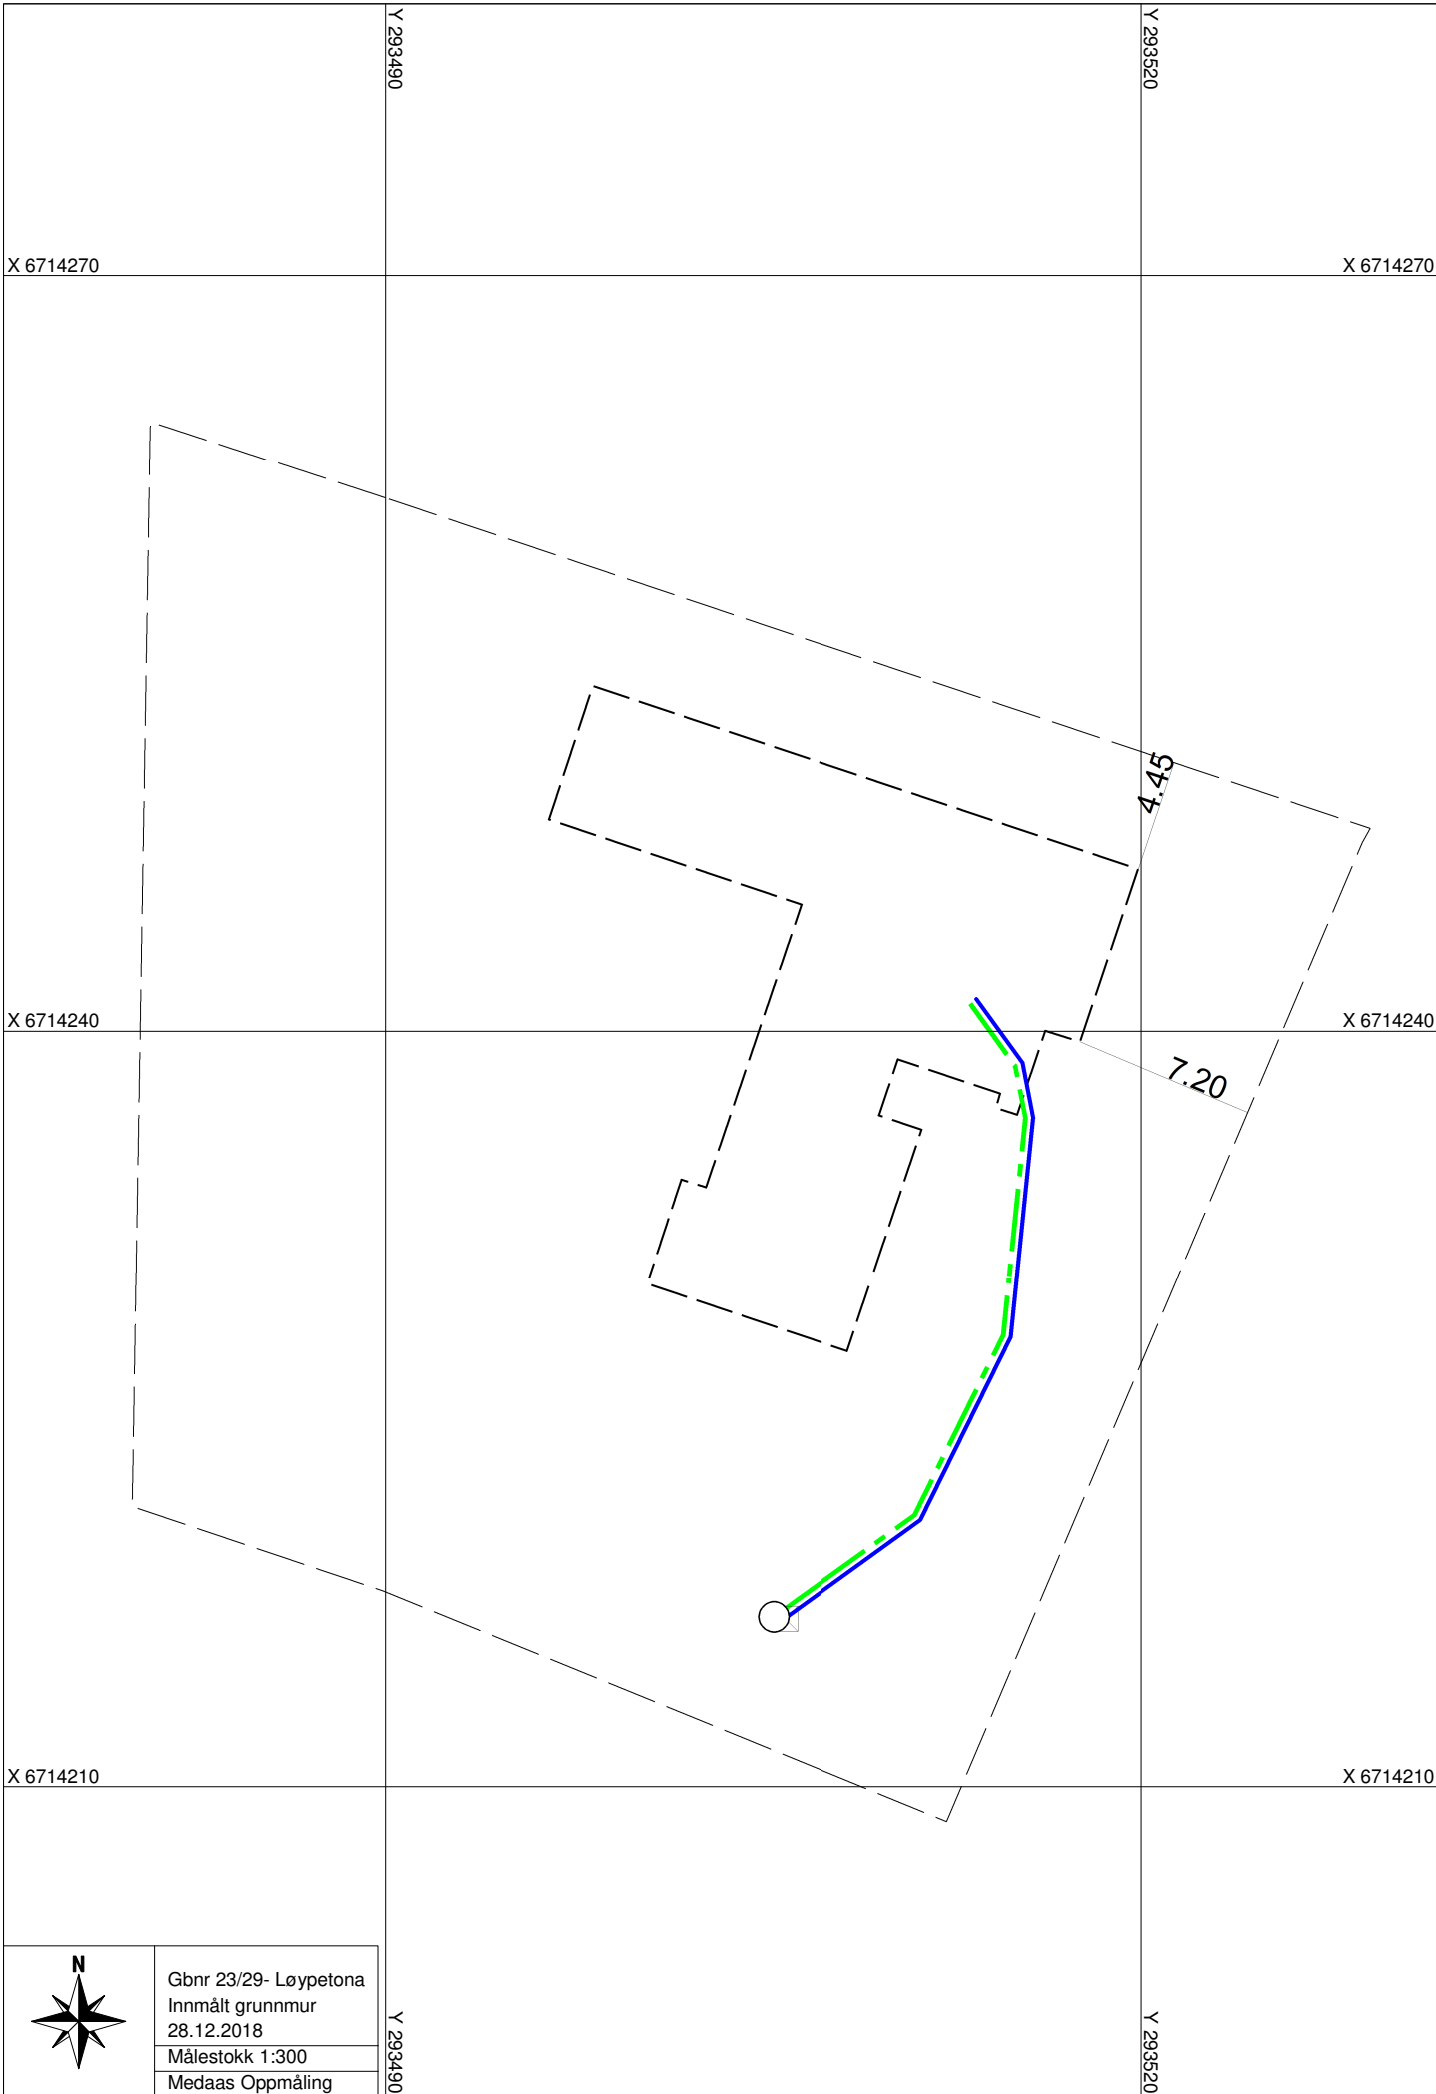 Y 293490
Y 293520
X 6714270
X 6714270
4.45
X 6714240
X 6714240
7.20
X 6714210
X 6714210
N
Gbnr 23/29- Løypetona
Innmålt grunnmur
28.12.2018
Målestokk 1:300
Medaas Oppmåling
Y 293490
Y 293520